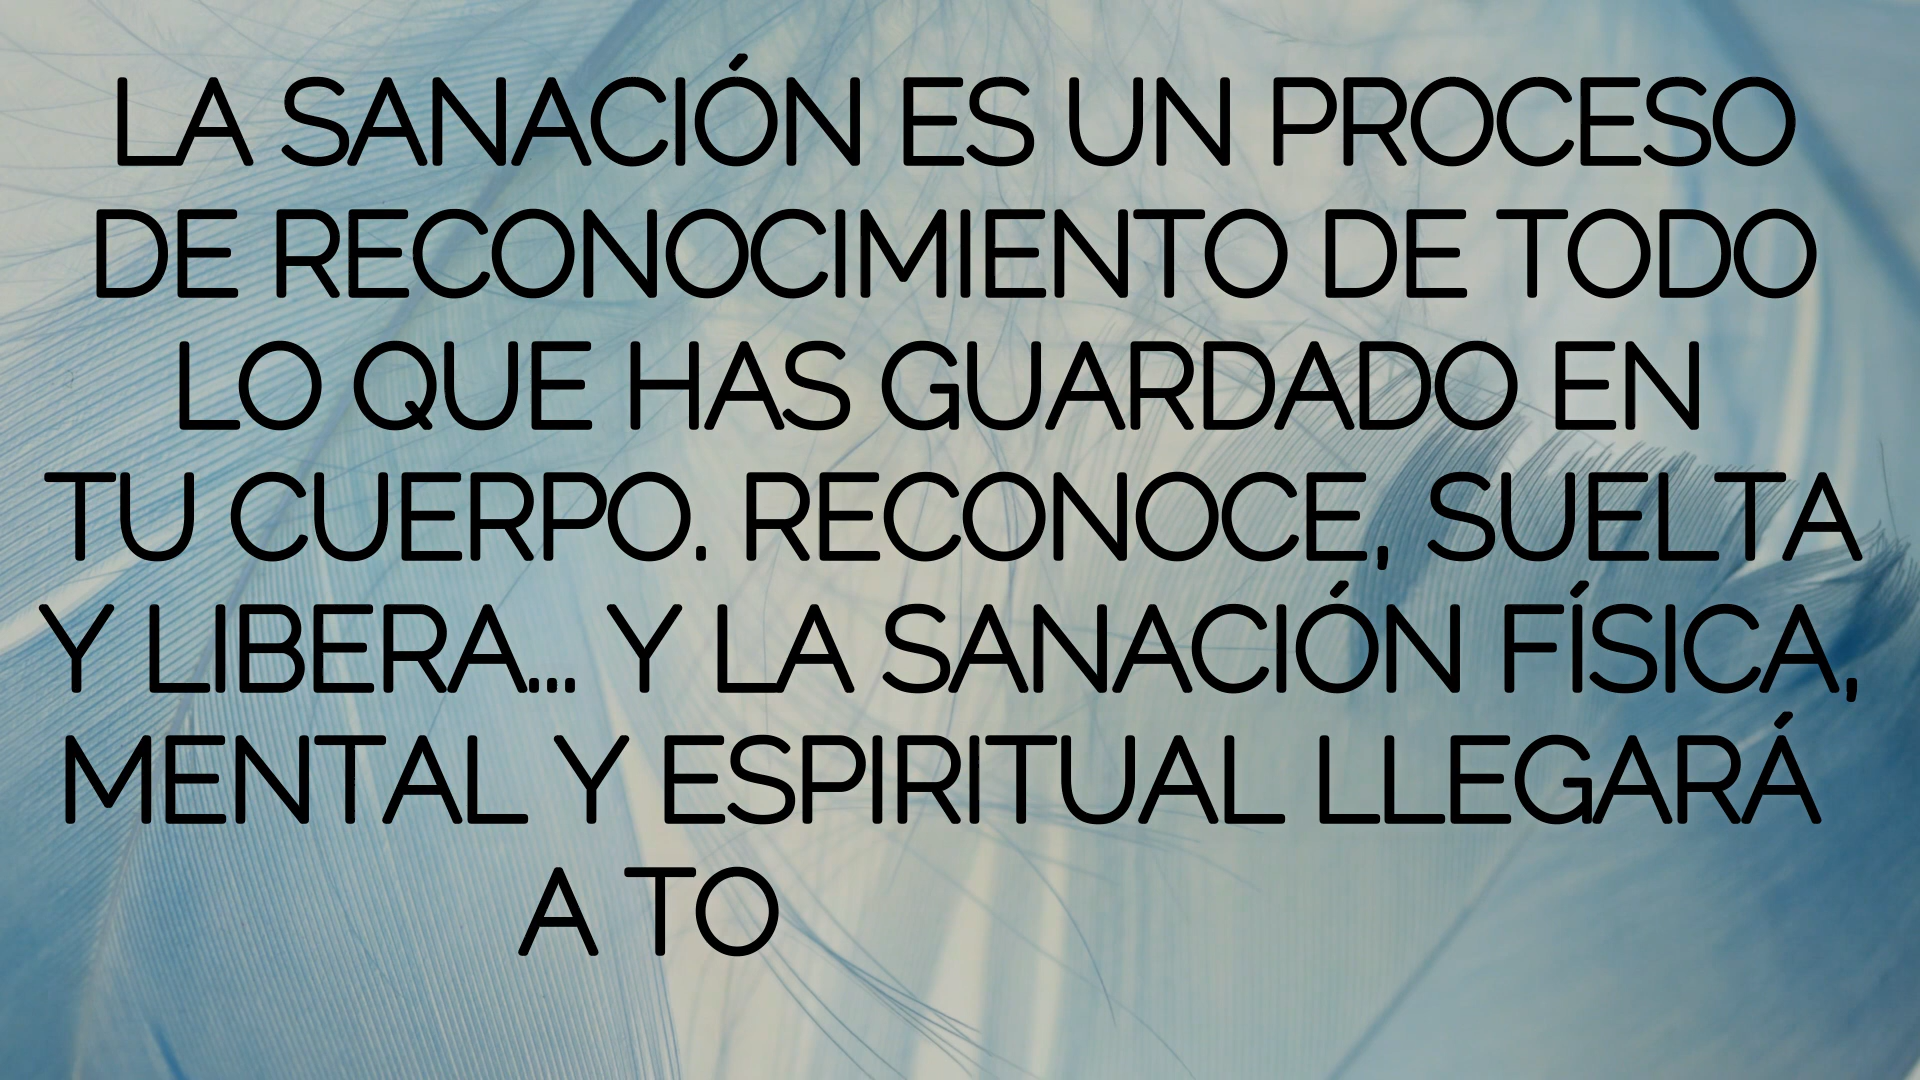 LA SANACIÓN ES UN PROCESO
DE RECONOCIMIENTO DE TODO
LO QUE HAS GUARDADO EN
TU CUERPO. RECONOCE, SUELTA
Y LIBERA... Y LA SANACIÓN FÍSICA,
MENTAL Y ESPIRITUAL LLEGARÁ
A TO